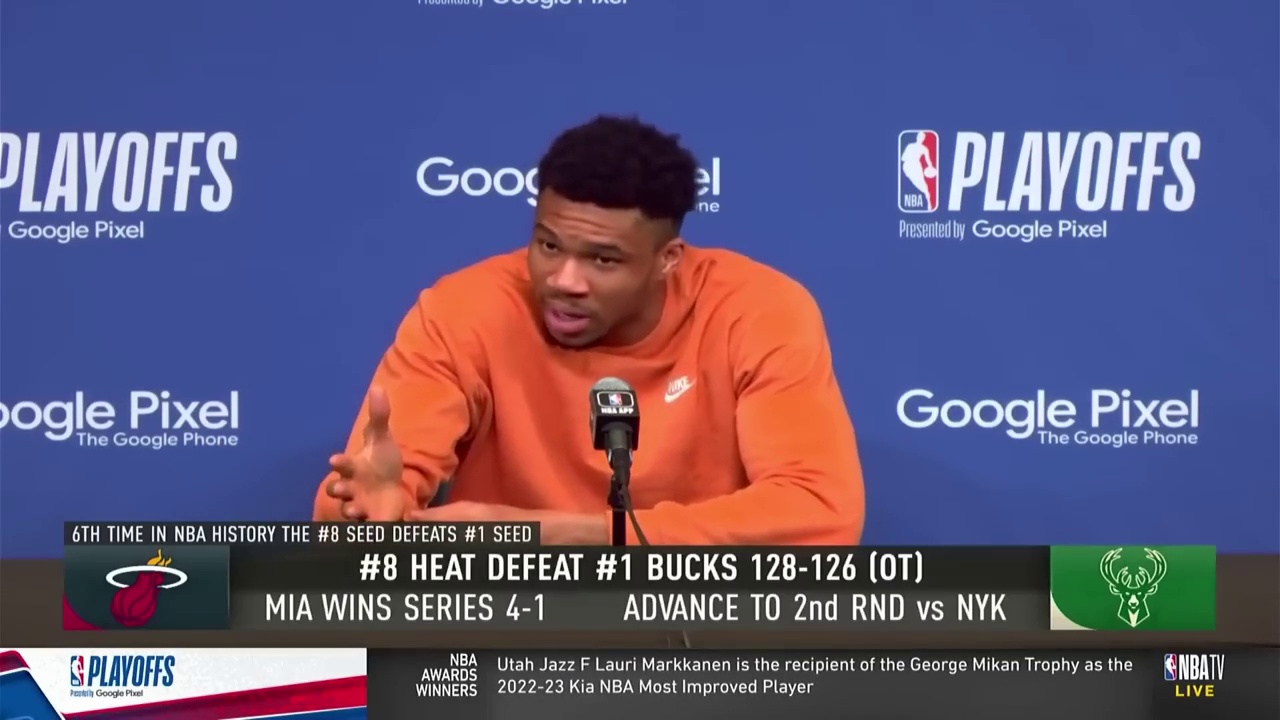 Presented by Google Pixel
PLAYOFFS
Google Pixel
Goo
el
ne
NBA
PLAYOFFS
Presented by Google Pixel
oogle Pixel
The Google Phone
NIKE
NBA APP
Google Pixel
The Google Phone
6TH TIME IN NBA HISTORY THE #8 SEED DEFEATS #1 SEED
#8 HEAT DEFEAT #1 BUCKS 128-126 (OT)
MIA WINS SERIES 4-1 ADVANCE TO 2nd RND vs NYK
PLAYOFFS
Presented by Google Pixel
NBA
AWARDS
WINNERS
Utah Jazz F Lauri Markkanen is the recipient of the George Mikan Trophy as the
2022-23 Kia NBA Most Improved Player
NBA TV
LIVE